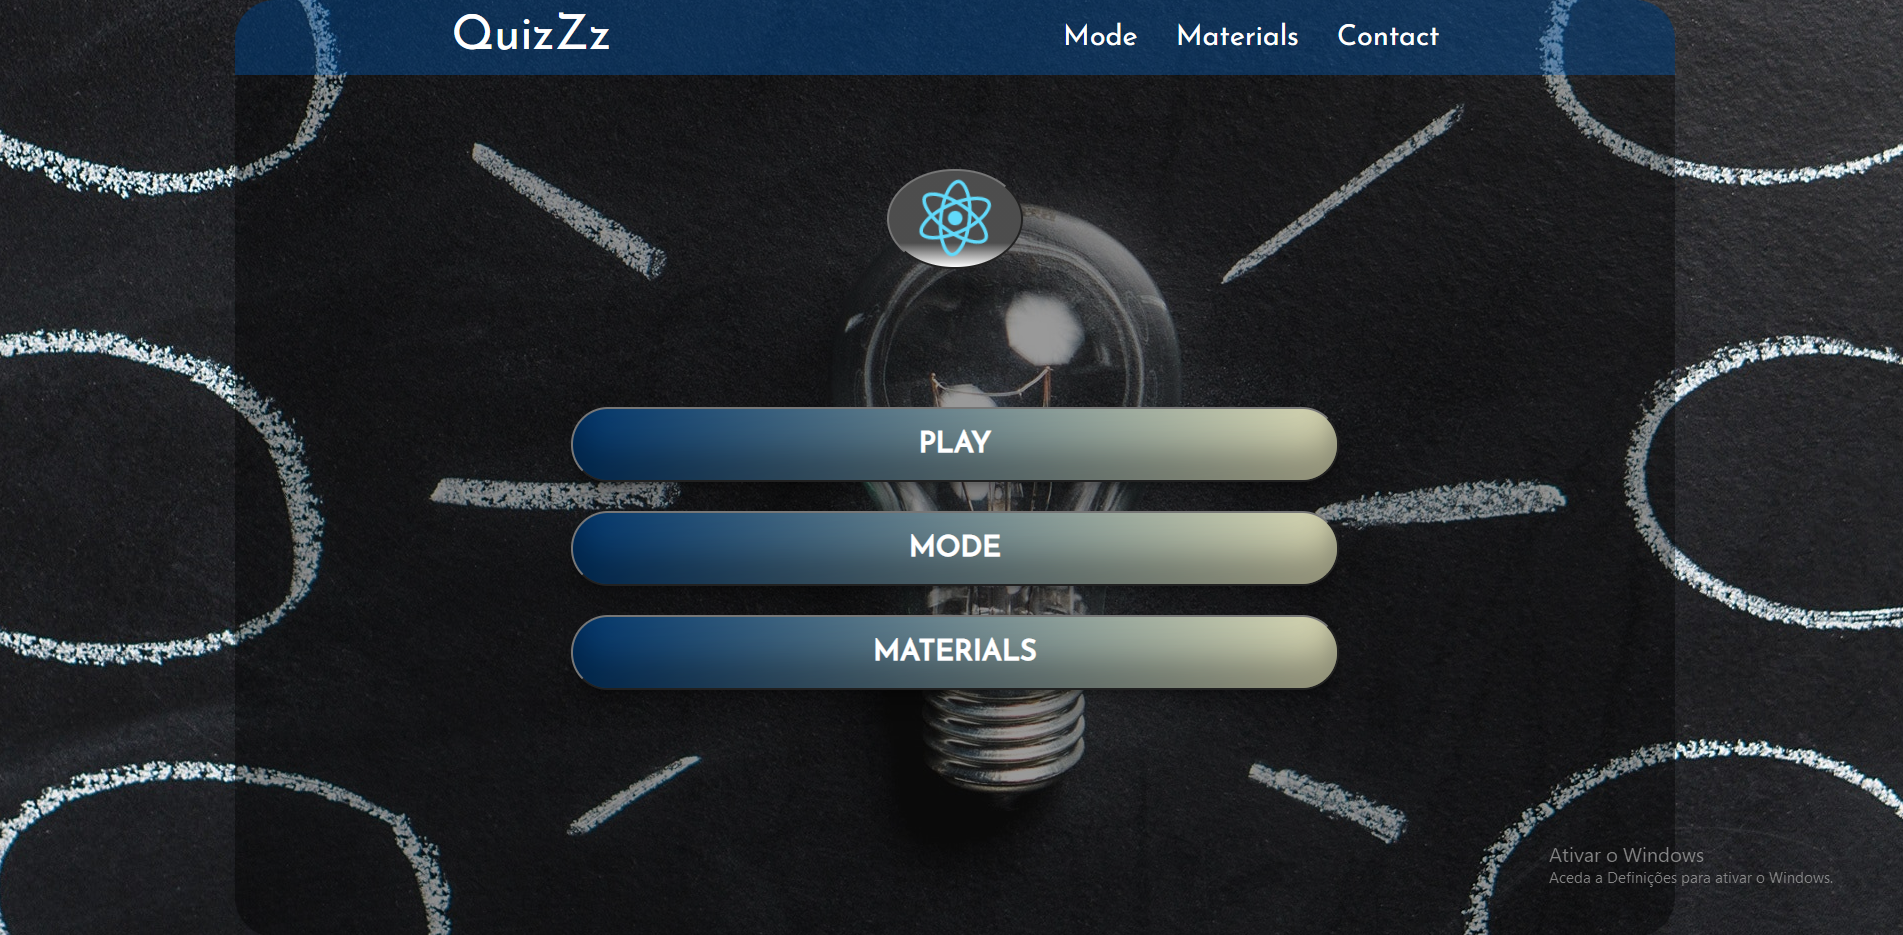 QuizZz
Mode Materials Contact
PLAY
MODE
MATERIALS
Ativar o Windows
Aceda a Definições para ativar o Windows.